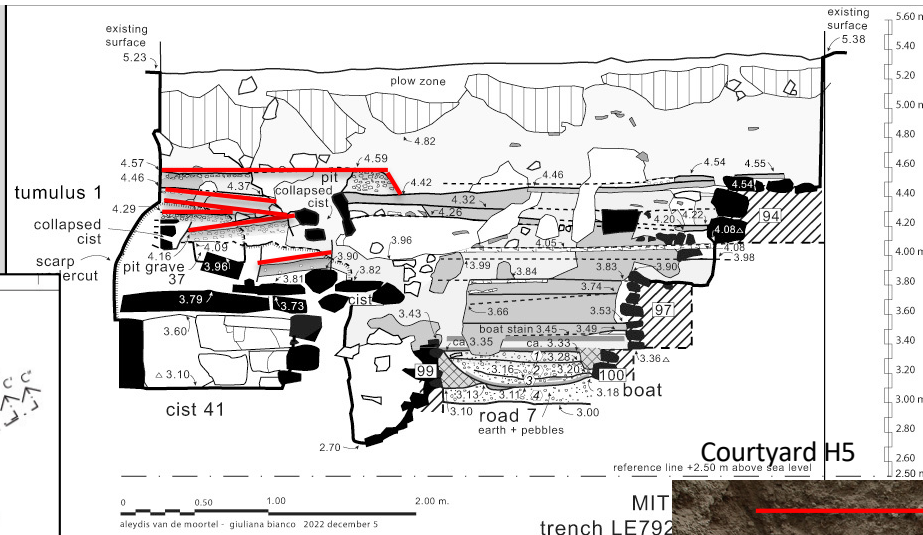 existing
surface
5.23
existing
surface
5.38
5.60 m
5.40
5.20
5.00 m
4.80
4.60
4.40
4.20
4.00 m
3.80
3.60
3.40
3.20
3.00 m
2.80
2.60
2.50 m
plow zone
4.82
4.57
4.46
4.37
4.29
4.16
4.09
tumulus 1
collapsed
cist
scarp
pit grave
37
3.96
pit
collapsed
cist
4.59
4.42
4.46
4.54
4.55
4.54
4.32
4.26
4.20
4.22
94
4.08△
4.08
3.98
4.05
3.96
3.90
3.82
3.81
3.99
3.84
3.83
3.90
3.79
3.73
cist
3.74
3.66
3.53
97
3.60
3.43
boat stain 3.45
3.49
ca. 3.35
ca. 3.33
3.36△
△ 3.10
99
1
3.28
3.16
2
3.20
3
100
boat
3.18
3.13
3.11
4
3.10
3.00
cist 41
road 7
earth + pebbles
2.70
Courtyard H5
reference line +2.50 m above sea level
0
0.50
1.00
2.00 m.
aleydis van de moortel - giuliana bianco 2022 december 5
MIT
trench LE792
C'
C'